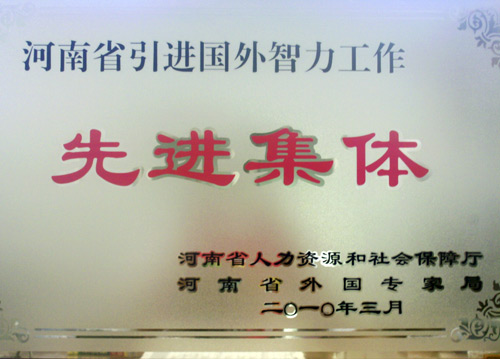 河南省引进国外智力工作
先进集体
河南省人力资源和社会保障厅
河南省外国专家局
二〇一〇年三月